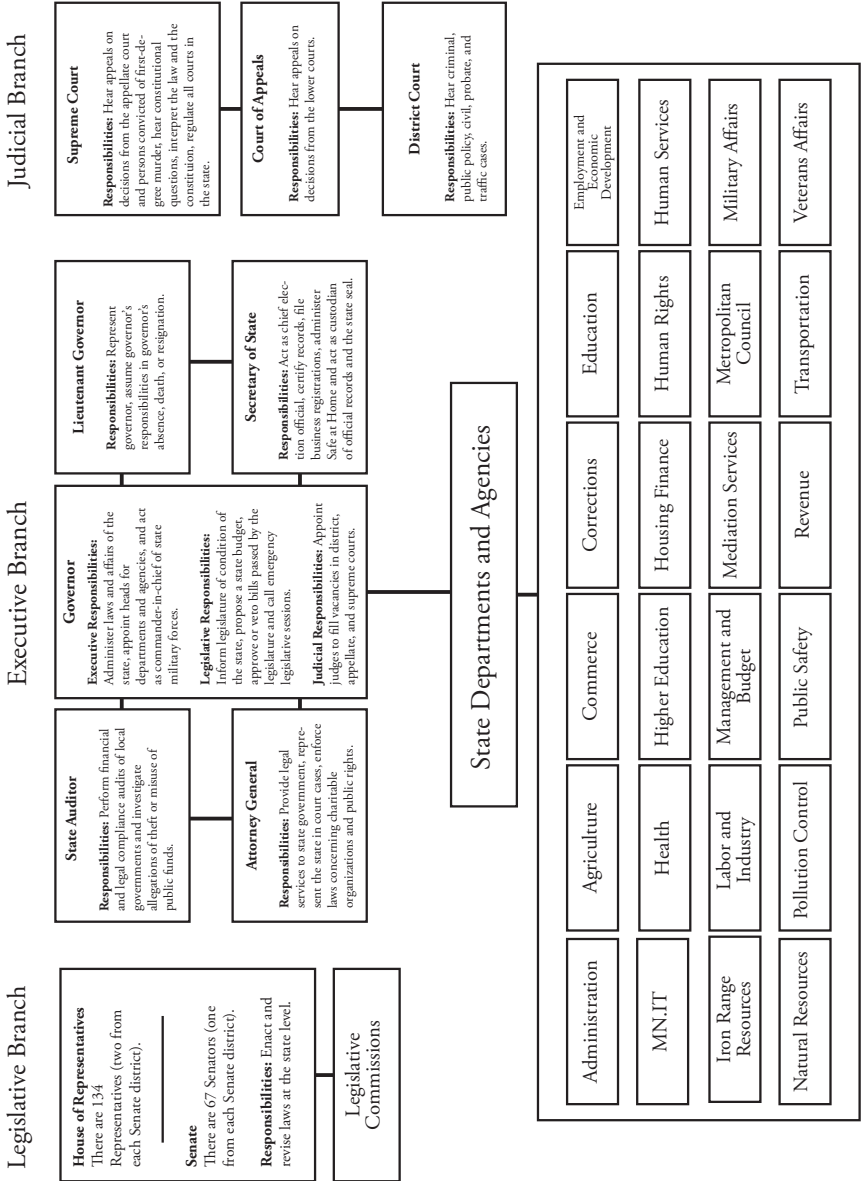 Legislative Branch
Executive Branch
Judicial Branch
House of Representatives
There are 134
Representatives (two from
each Senate district).
Senate
There are 67 Senators (one
from each Senate district).
Responsibilities: Enact and
revise laws at the state level.
Legislative
Commissions
State Auditor
Responsibilities: Perform financial
and legal compliance audits of local
governments and investigate
allegations of theft or misuse of
public funds.
Attorney General
Responsibilities: Provide legal
services to state government, repre-
sent the state in court cases, enforce
laws concerning charitable
organizations and public rights.
Governor
Executive Responsibilities:
Administer laws and affairs of the
state, appoint heads for
departments and agencies, and act
as commander-in-chief of state
military forces.
Legislative Responsibilities:
Inform legislature of condition of
the state, propose a state budget,
approve or veto bills passed by the
legislature and call emergency
legislative sessions.
Judicial Responsibilities: Appoint
judges to fill vacancies in district,
appellate, and supreme courts.
Lieutenant Governor
Responsibilities: Represent
governor, assume governor's
responsibilities in governor's
absence, death, or resignation.
Secretary of State
Responsibilities: Act as chief elec-
tion official, certify records, file
business registrations, administer
Safe at Home and act as custodian
of official records and the state seal.
Supreme Court
Responsibilities: Hear appeals on
decisions from the appellate court
and persons convicted of first-de-
gree murder, hear constitutional
questions, interpret the law and the
constituion, regulate all courts in
the state.
Court of Appeals
Responsibilities: Hear appeals on
decisions from the lower courts.
District Court
Responsibilities: Hear criminal,
public policy, civil, probate, and
traffic cases.
State Departments and Agencies
Administration
Agriculture
Commerce
Corrections
Education
Employment and
Economic
Development
MN.IT
Health
Higher Education
Housing Finance
Human Rights
Human Services
Iron Range
Resources
Labor and
Industry
Management and
Budget
Mediation Services
Metropolitan
Council
Military Affairs
Natural Resources
Pollution Control
Public Safety
Revenue
Transportation
Veterans Affairs